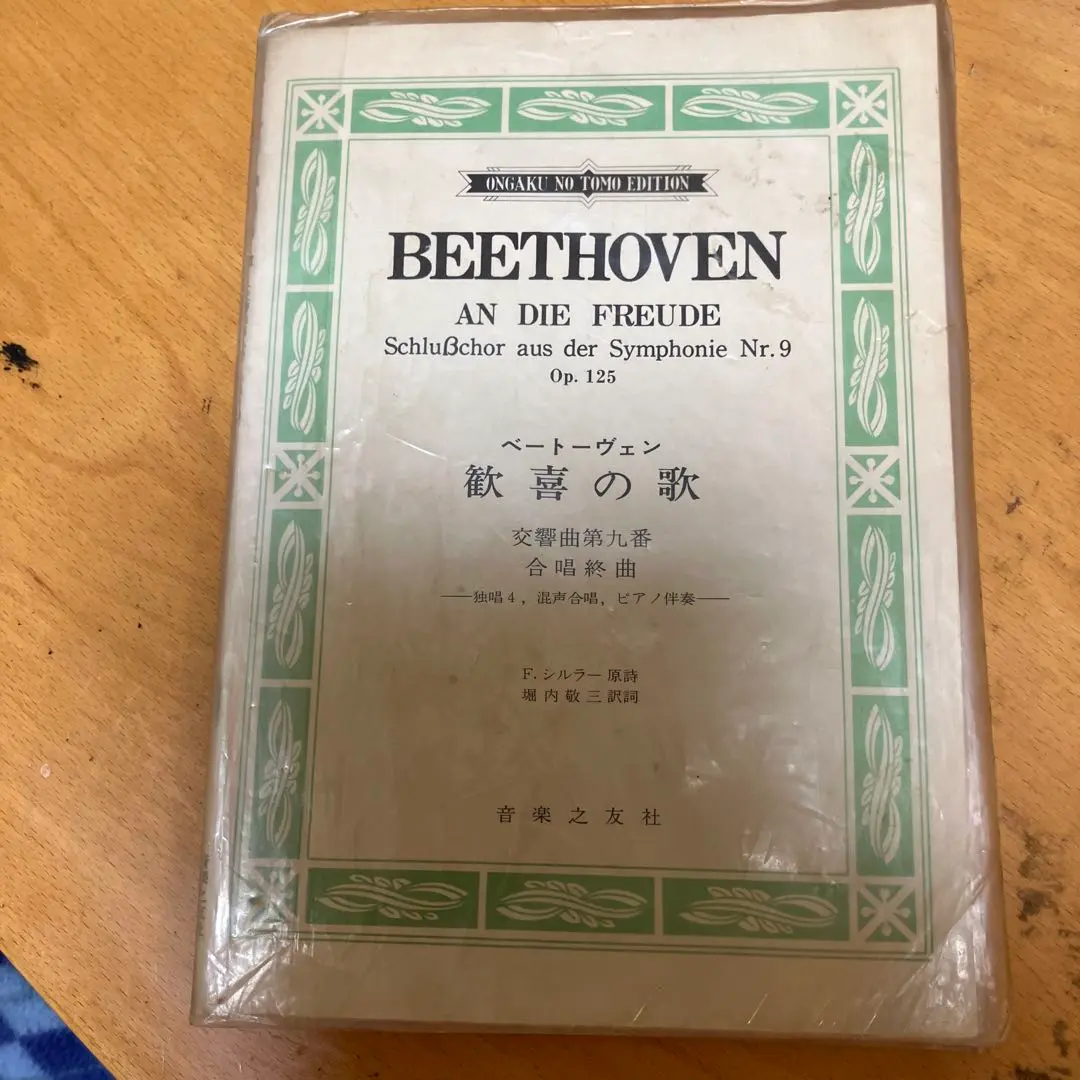 ONGAKU NO TOMO EDITION
BEETHOVEN
AN DIE FREUDE
Schlußchor aus der Symphonie Nr. 9
Op. 125
ベートーヴェン
歓喜の歌
交響曲第九番
合唱終曲
——独唱4, 混声合唱, ピアノ伴奏——
F. シルラー 原詩
堀内敬三 訳詞
音楽之友社